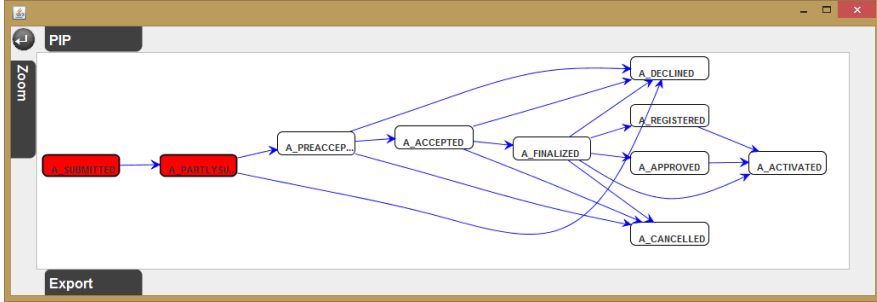 PIP
Zoom
A_DECLINED
A_REGISTERED
A_PREACCEP...
A_ACCEPTED
A_FINALIZED
A_SUBMITTED
A_PARTLYSU...
A_APPROVED
A_ACTIVATED
A_CANCELLED
Export